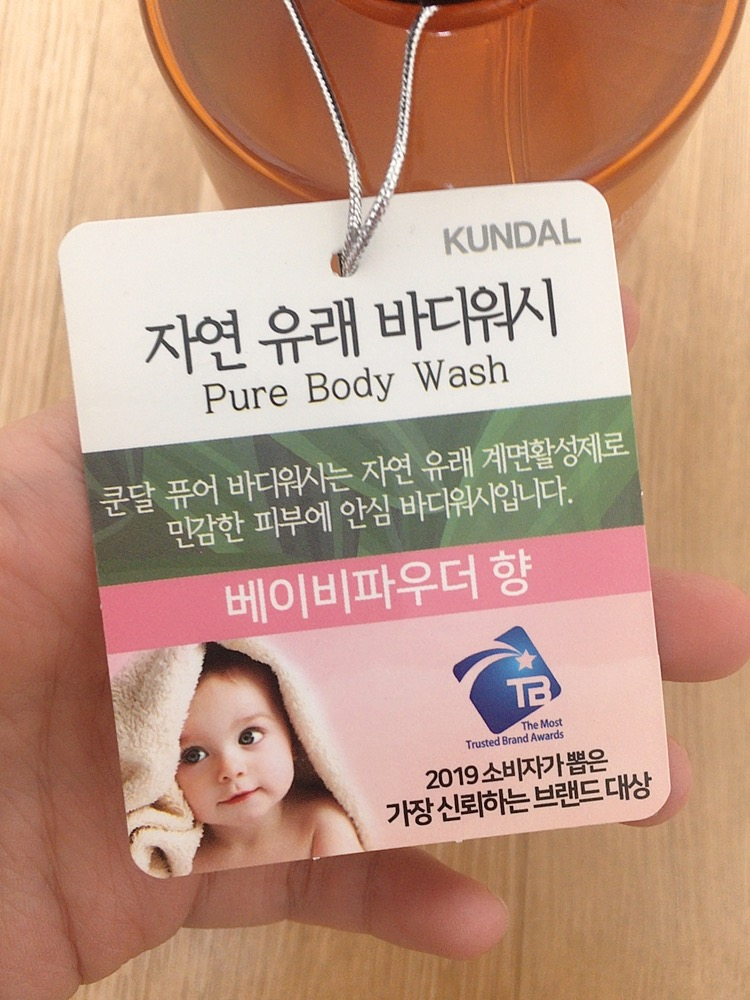 KUNDAL
자연 유래 바디워시
Pure Body Wash
쿤달 퓨어 바디워시는 자연 유래 계면활성제로
민감한 피부에 안심 바디워시입니다.
베이비파우더 향
TB
The Most
Trusted Brand Awards
2019 소비자가 뽑은
가장 신뢰하는 브랜드 대상